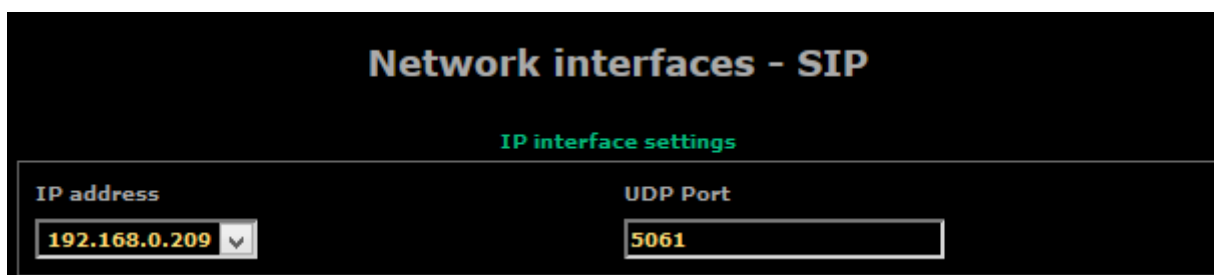 Network interfaces - SIP
IP interface settings
IP address UDP Port
192.168.0.209 5061